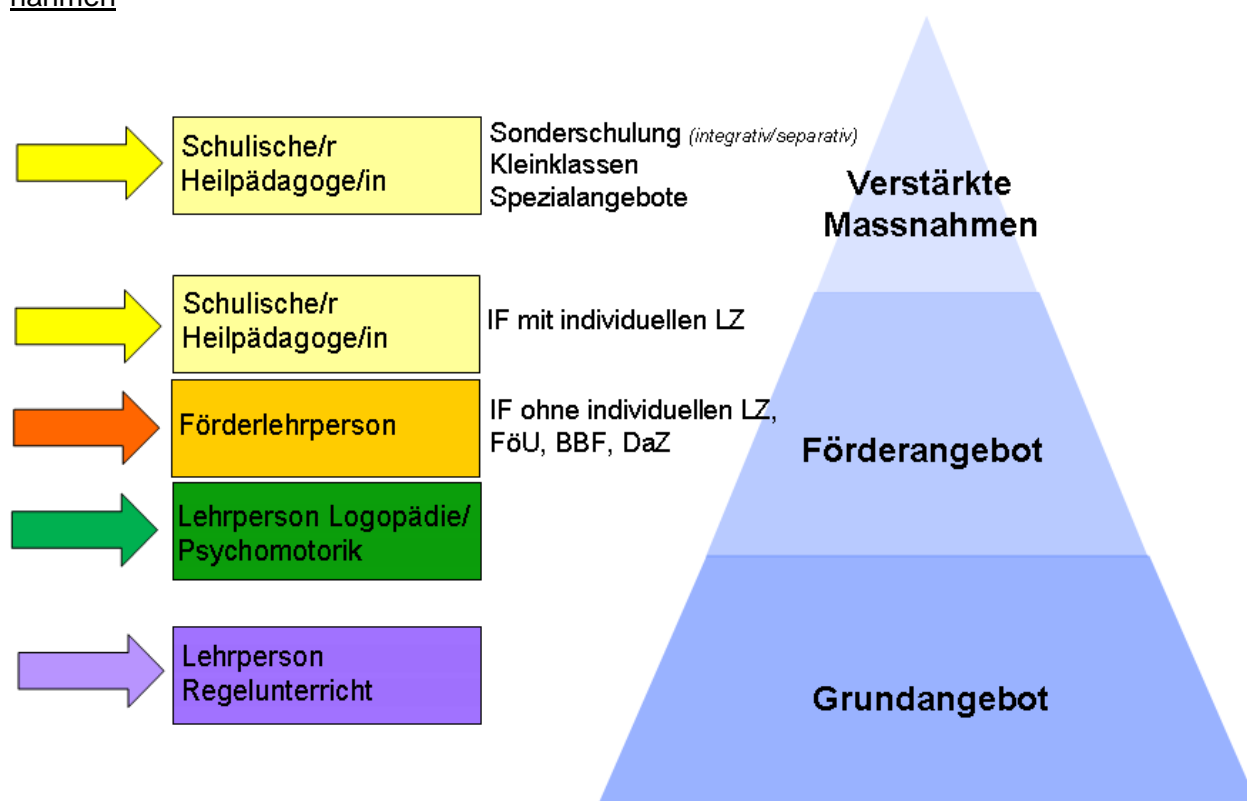 nahmen
Schulische/r
Heilpädagoge/in
Sonderschulung (integrativ/separativ)
Kleinklassen
Spezialangebote
Verstärkte
Massnahmen
Schulische/r
Heilpädagoge/in
IF mit individuellen LZ
Förderlehrperson
IF ohne individuellen LZ,
FöU, BBF, DaZ
Förderangebot
Lehrperson Logopädie/
Psychomotorik
Lehrperson
Regelunterricht
Grundangebot